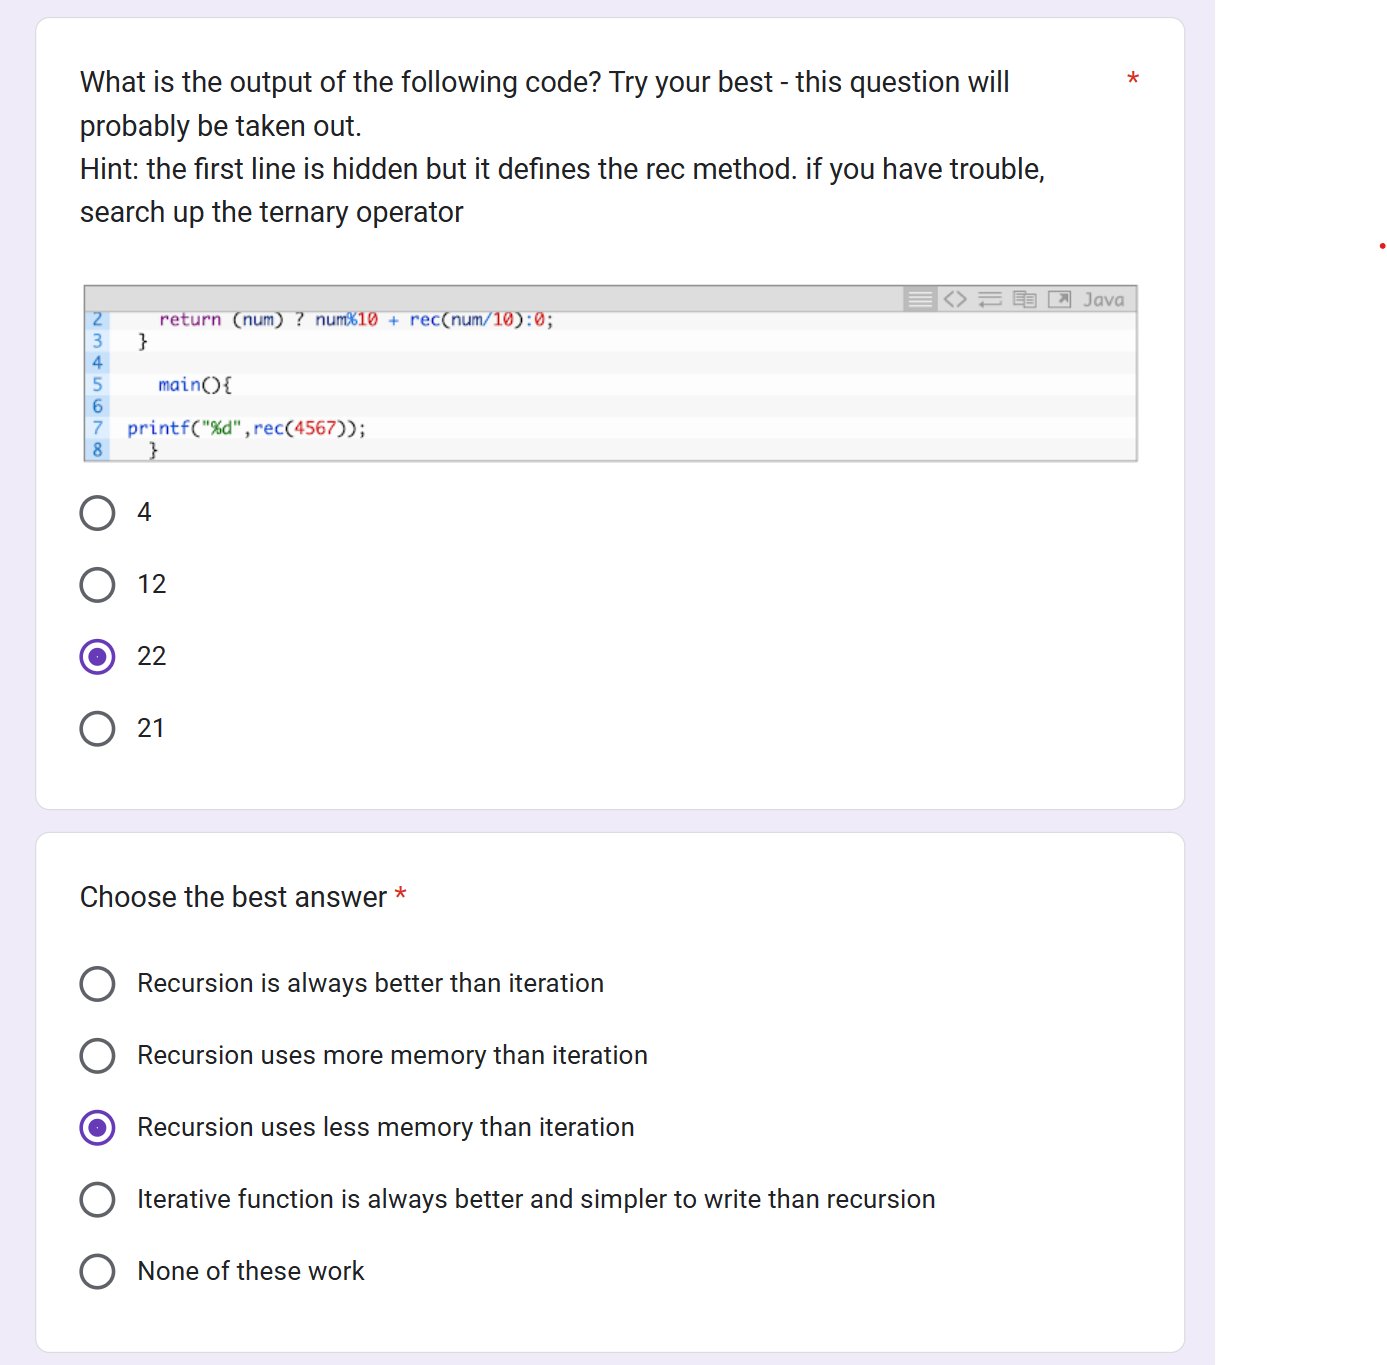 What is the output of the following code? Try your best - this question will *
probably be taken out.
Hint: the first line is hidden but it defines the rec method. if you have trouble,
search up the ternary operator
Java
2 return (num) ? num%10 + rec(num/10):0;
3 }
4
5 main(){
6
7 printf("%d",rec(4567));
8 }
4
12
22
21
Choose the best answer *
Recursion is always better than iteration
Recursion uses more memory than iteration
Recursion uses less memory than iteration
Iterative function is always better and simpler to write than recursion
None of these work